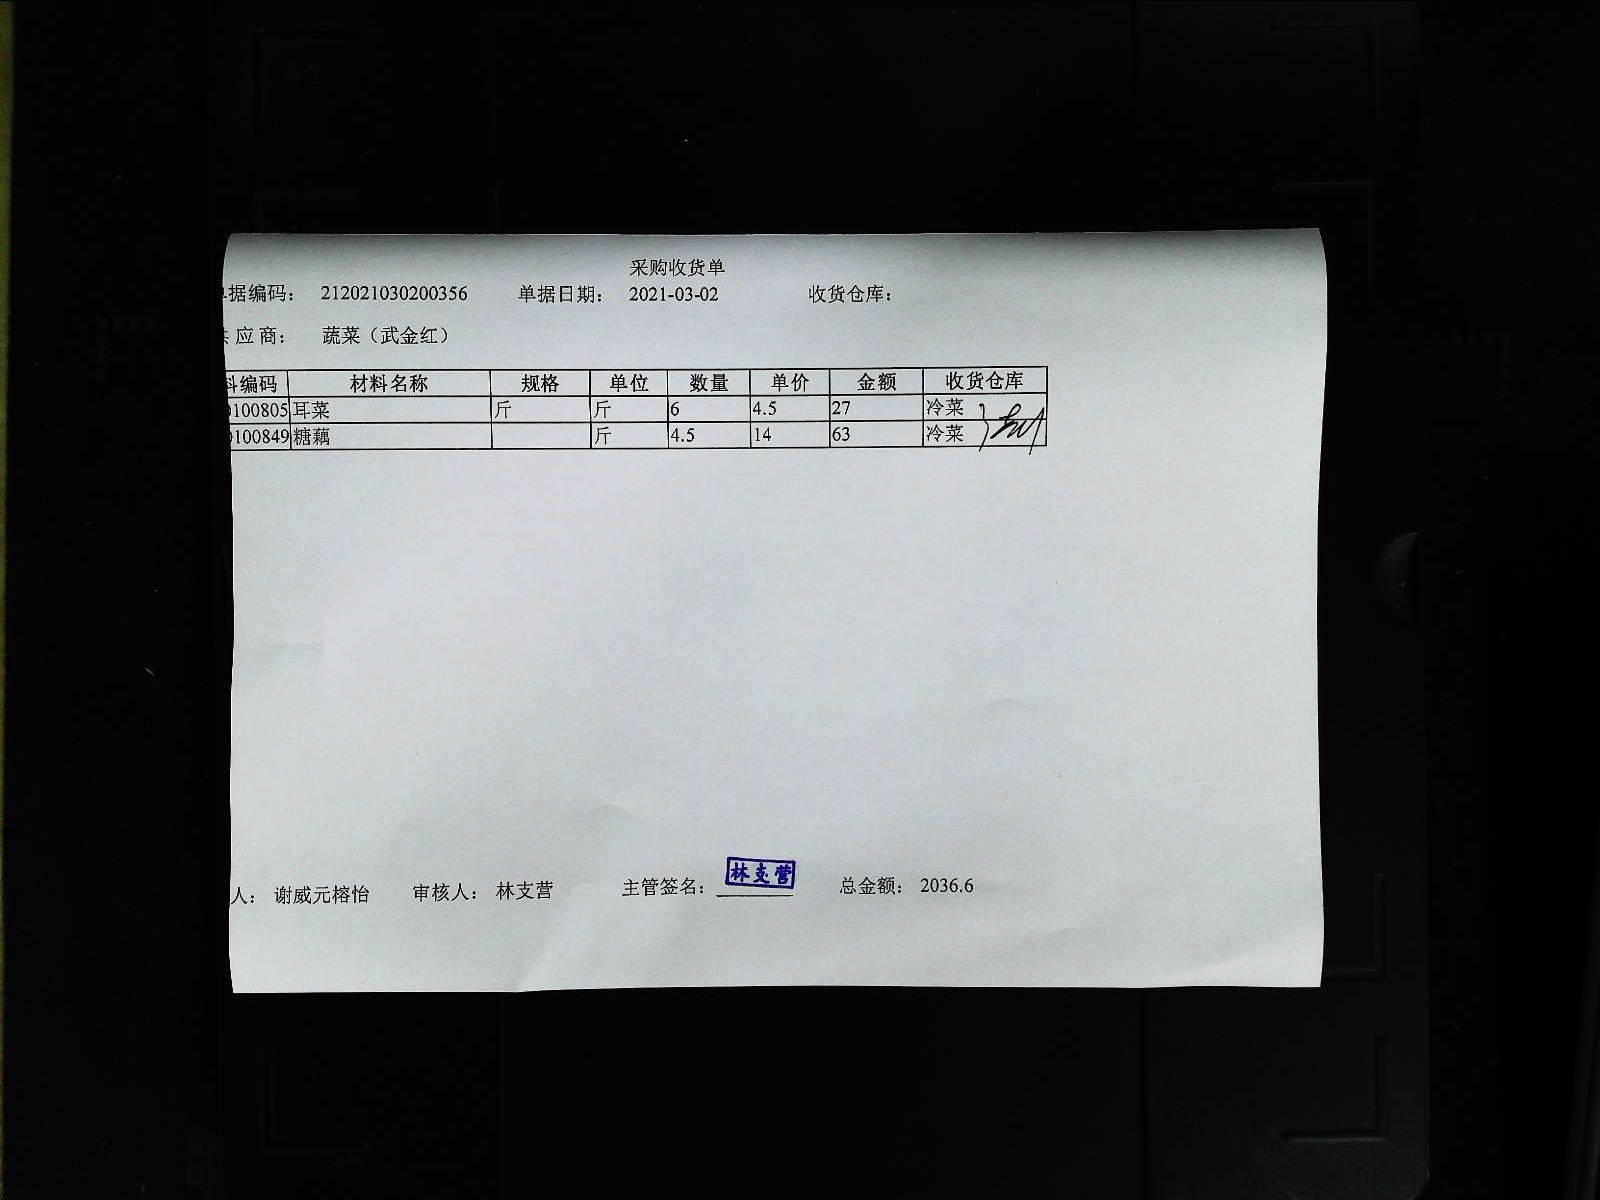 采购收货单
据编码： 212021030200356 单据日期： 2021-03-02 收货仓库：
应商： 蔬菜（武金红）
编码 材料名称 规格 单位 数量 单价 金额 收货仓库
100805 耳菜 斤 斤 6 4.5 27 冷菜
100849 糖藕 斤 4.5 14 63 冷菜
林支营
人： 谢威元榕怡 审核人： 林支营 主管签名： 总金额： 2036.6